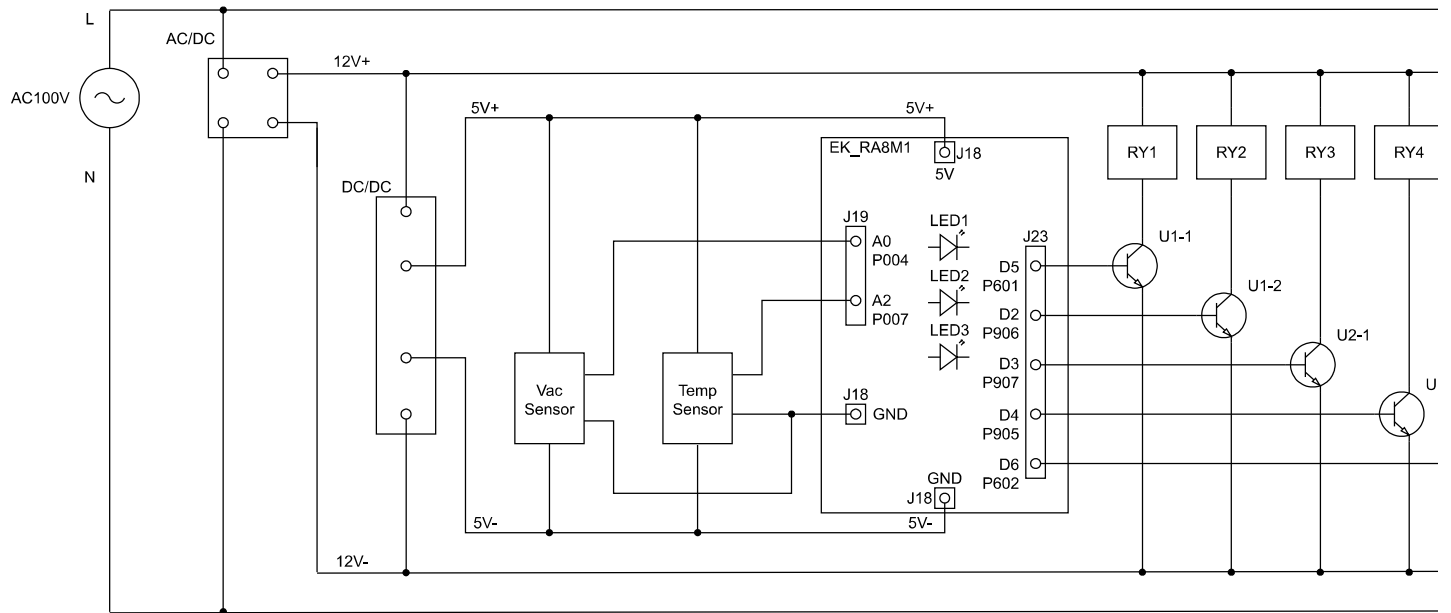 L
AC/DC
12V+
AC100V
5V+
5V+
EK_RA8M1
J18
5V
RY1
RY2
RY3
RY4
N
DC/DC
J19
LED1
A0
P004
J23
U1-1
D5
P601
LED2
A2
P007
U1-2
D2
P906
LED3
U2-1
D3
P907
Vac
Sensor
Temp
Sensor
J18
GND
U
D4
P905
D6
P602
GND
J18
5V-
5V-
12V-